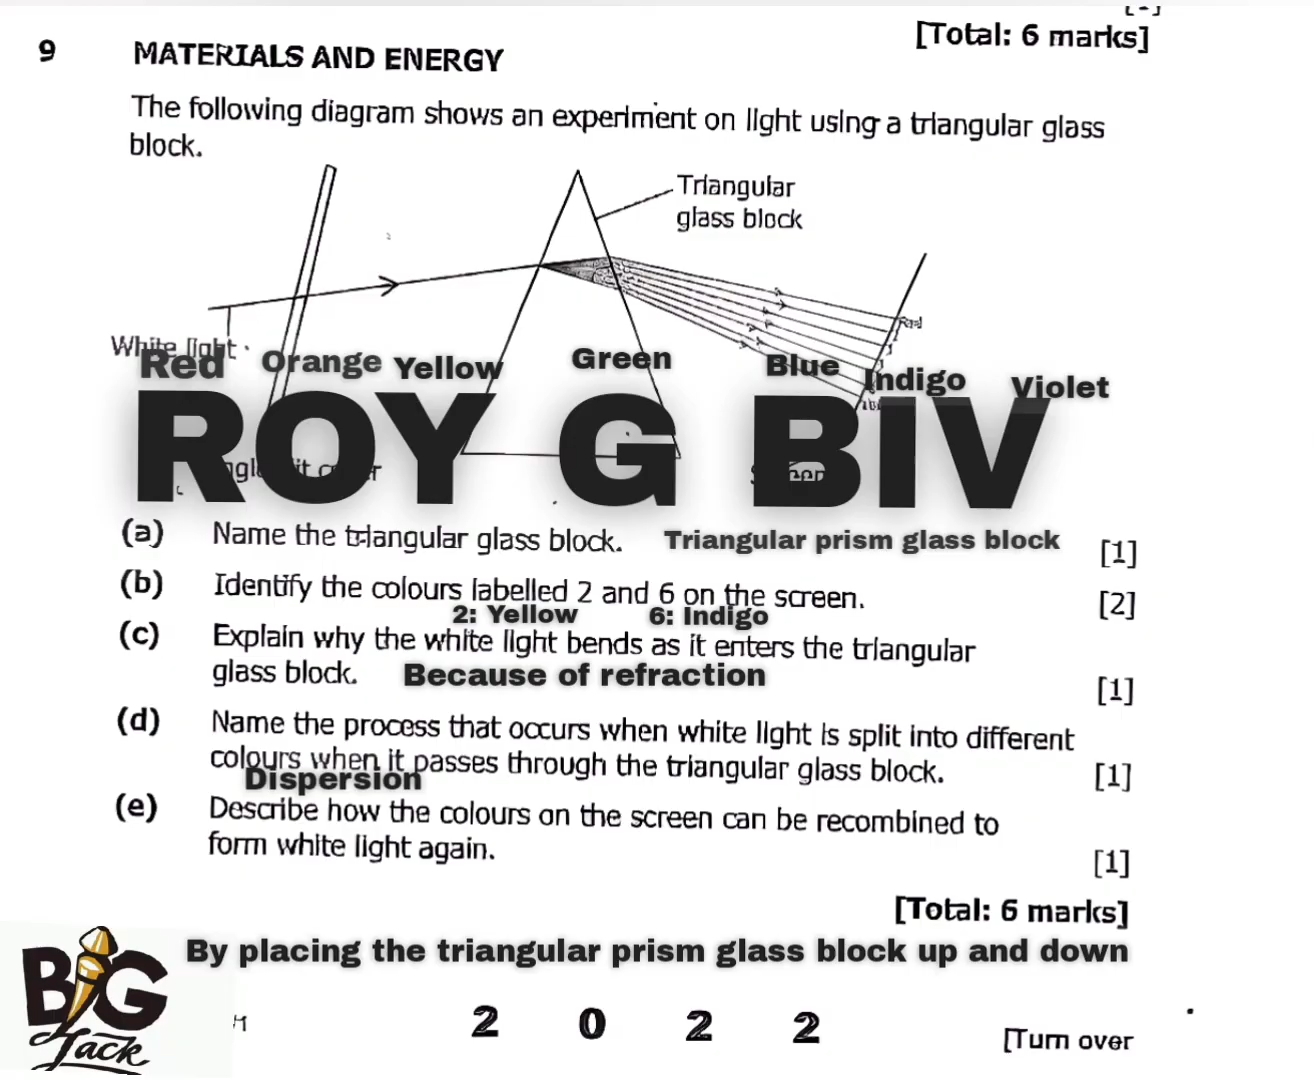 [Total: 6 marks]
9 MATERIALS AND ENERGY
The following diagram shows an experiment on light using a triangular glass
block.
Triangular
glass block
White light
Red
Red Orange Yellow Green Blue Indigo Violet
ROY G BIV
(a) Name the triangular glass block. Triangular prism glass block [1]
(b) Identify the colours labelled 2 and 6 on the screen. [2]
2: Yellow 6: Indigo
(c) Explain why the white light bends as it enters the triangular
glass block. Because of refraction [1]
(d) Name the process that occurs when white light is split into different
colours when it passes through the triangular glass block. [1]
Dispersion
(e) Describe how the colours on the screen can be recombined to
form white light again. [1]
[Total: 6 marks]
By placing the triangular prism glass block up and down
BIG
Jack
2 0 2 2
[Turn over